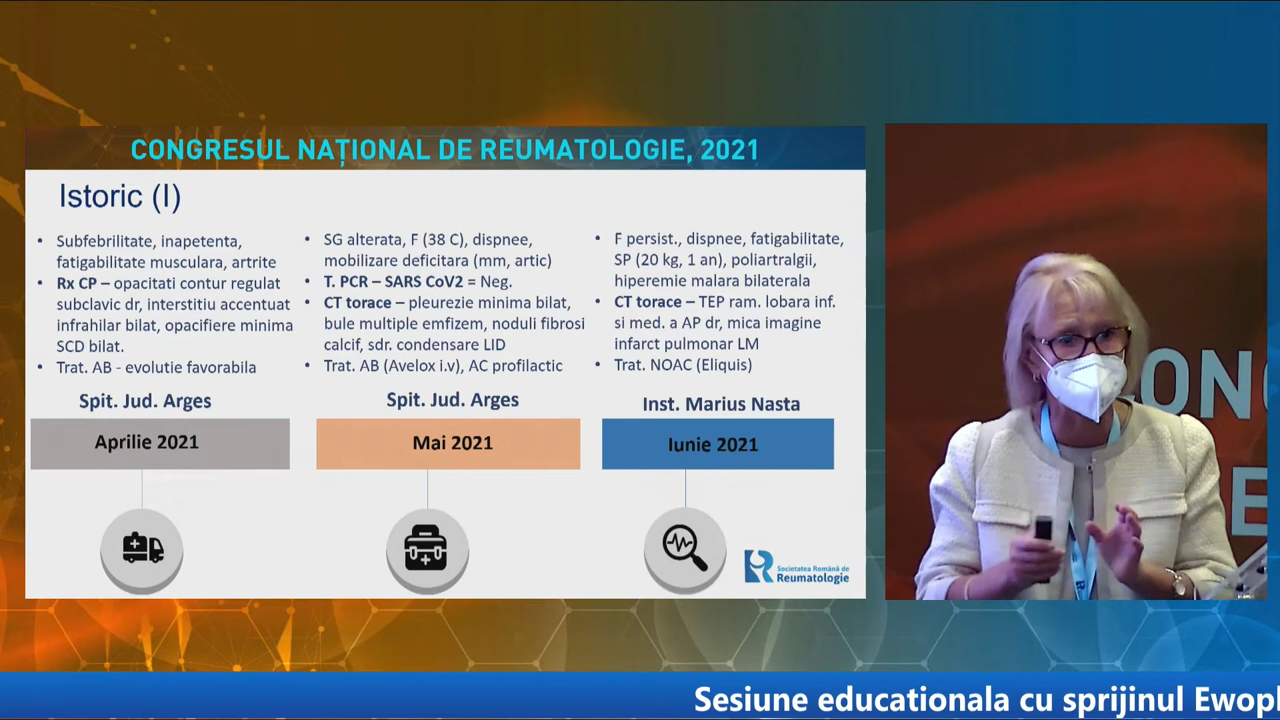 CONGRESUL NAȚIONAL DE REUMATOLOGIE, 2021
Istoric (I)
• Subfebrilitate, inapetenta,
fatigabilitate musculara, artrite
• Rx CP – opacitati contur regulat
subclavic dr, interstitiu accentuat
infrahilar bilat, opacifiere minima
SCD bilat.
• Trat. AB - evolutie favorabila
Spit. Jud. Arges
Aprilie 2021
• SG alterata, F (38 C), dispnee,
mobilizare deficitara (mm, artic)
• T. PCR – SARS CoV2 = Neg.
• CT torace – pleurezie minima bilat,
bule multiple emfizem, noduli fibrosi
calcif, sdr. condensare LID
• Trat. AB (Avelox i.v), AC profilactic
Spit. Jud. Arges
Mai 2021
• F persist., dispnee, fatigabilitate,
SP (20 kg, 1 an), poliartralgii,
hiperemie malara bilaterala
• CT torace – TEP ram. lobara inf.
si med. a AP dr, mica imagine
infarct pulmonar LM
• Trat. NOAC (Eliquis)
Inst. Marius Nasta
Iunie 2021
Societatea Română de
Reumatologie
ONG
E
Sesiune educationala cu sprijinul Ewop